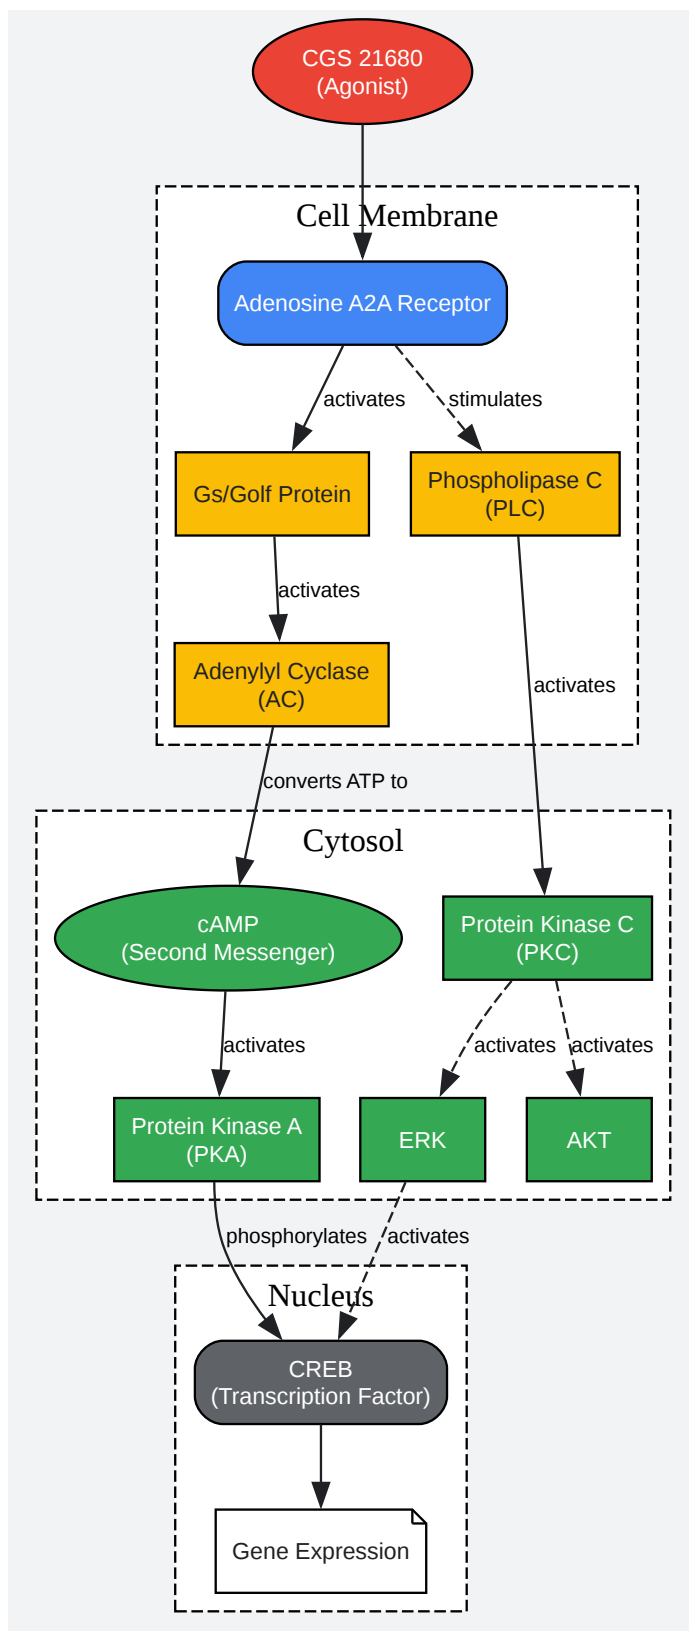 CGS 21680
(Agonist)
Cell Membrane
Adenosine A2A Receptor
activates
stimulates
Gs/Golf Protein
Phospholipase C
(PLC)
activates
Adenylyl Cyclase
(AC)
activates
converts ATP to
Cytosol
cAMP
(Second Messenger)
Protein Kinase C
(PKC)
activates
activates
activates
Protein Kinase A
(PKA)
ERK
AKT
phosphorylates
activates
Nucleus
CREB
(Transcription Factor)
Gene Expression